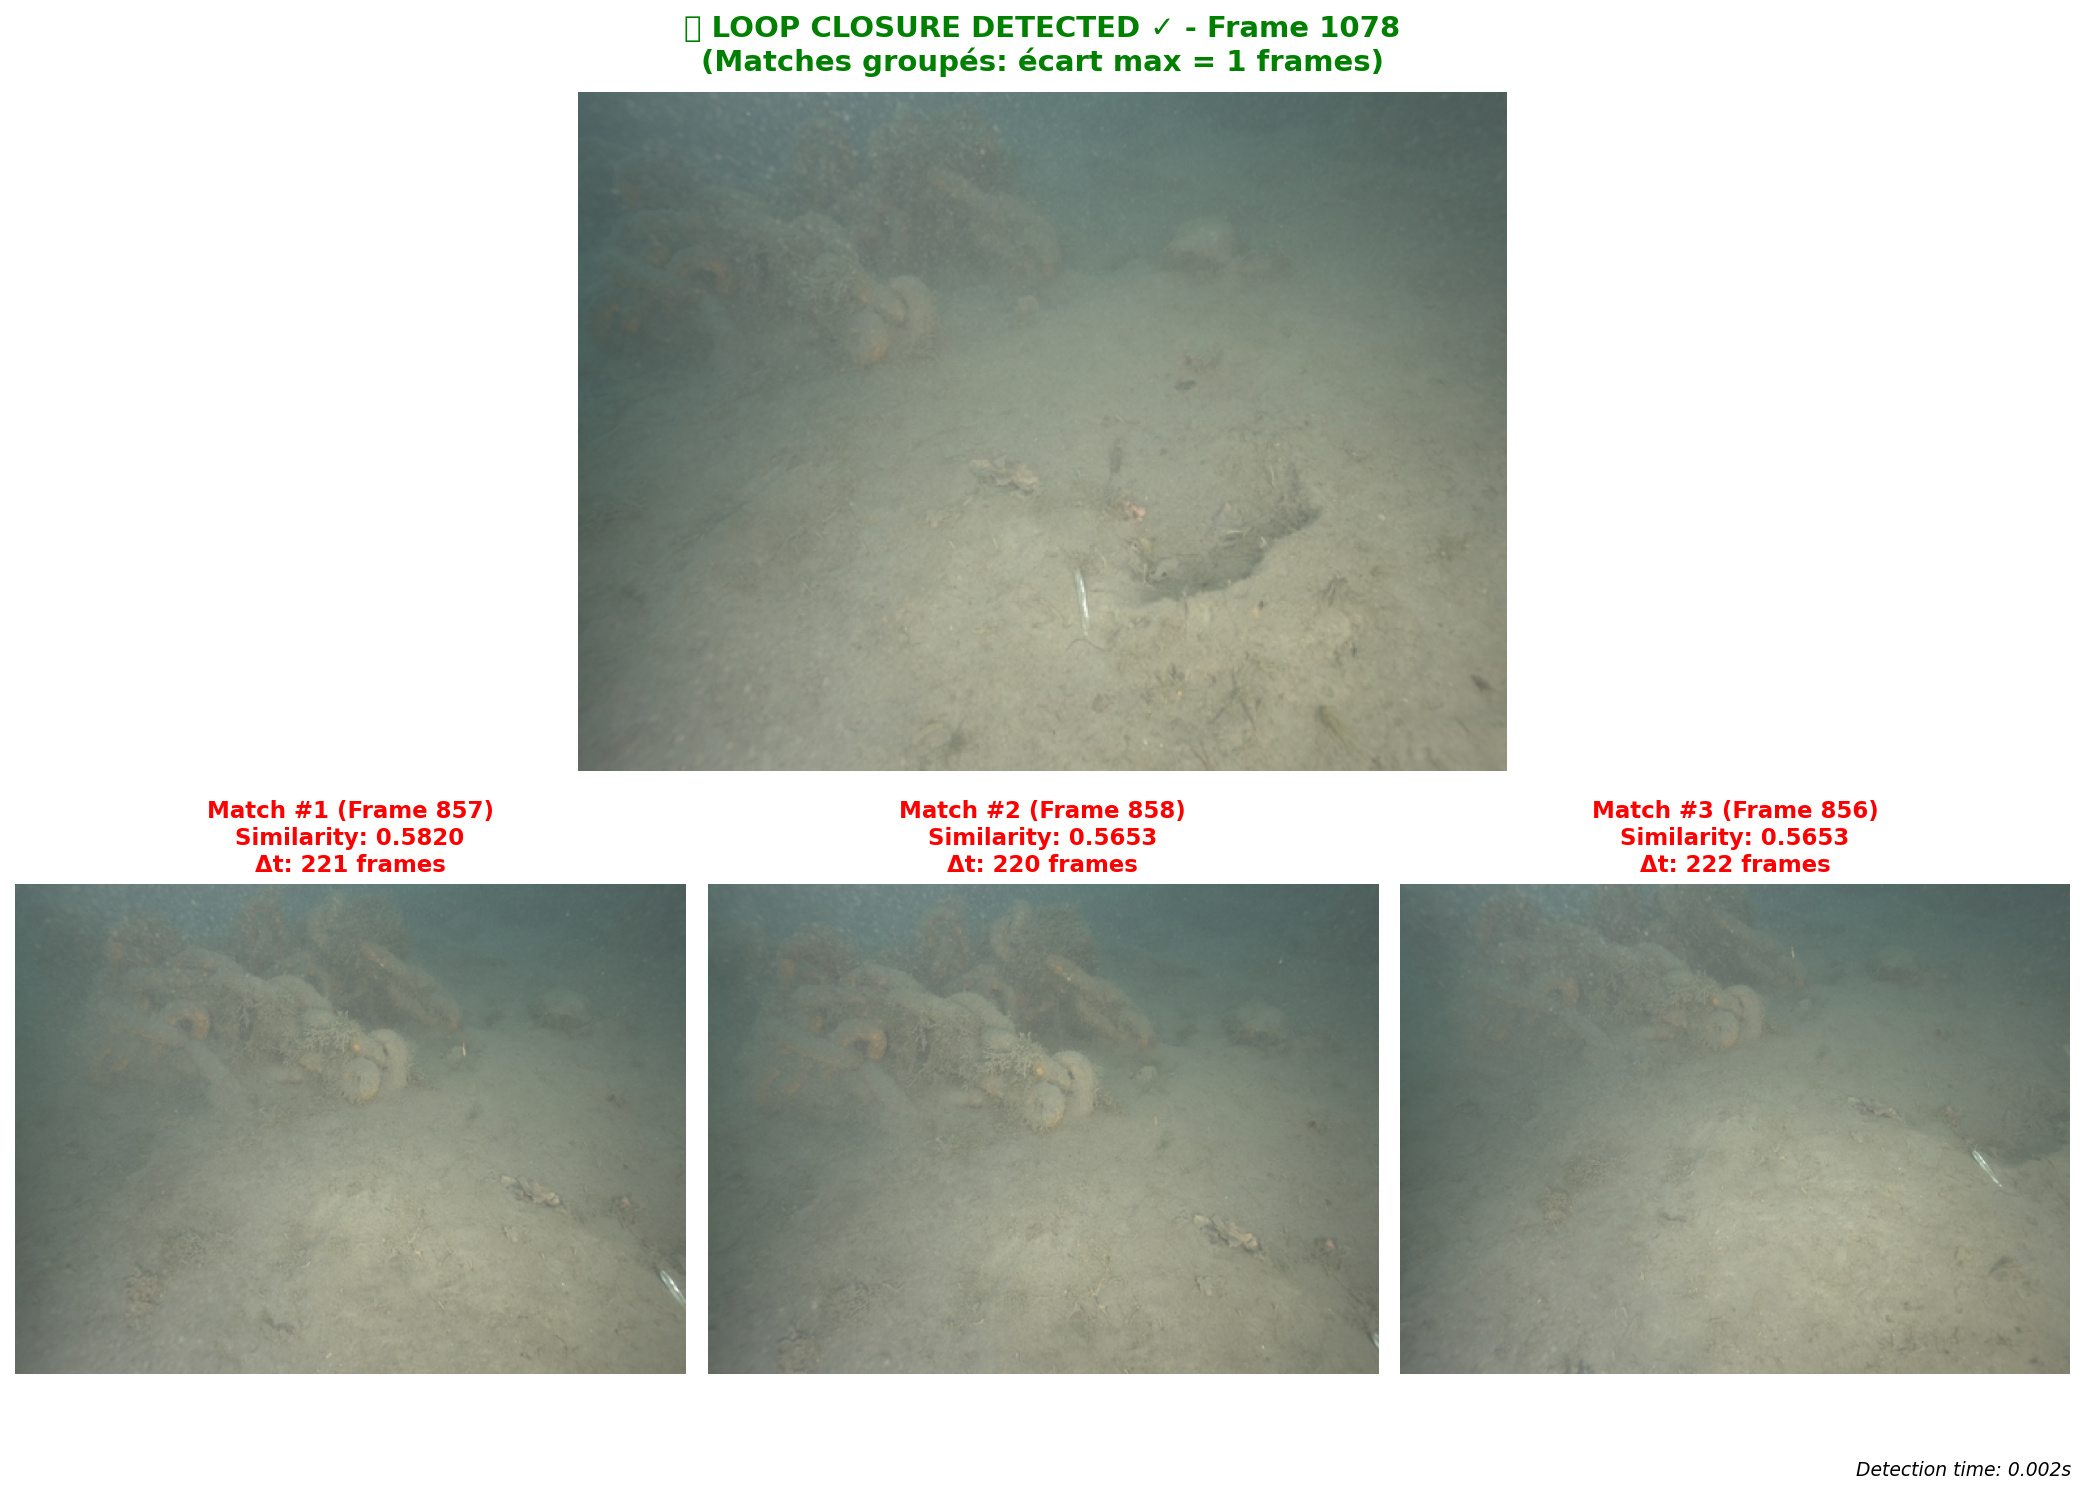 LOOP CLOSURE DETECTED ✓ - Frame 1078
(Matches groupés: écart max = 1 frames)
Match #1 (Frame 857)
Similarity: 0.5820
Δt: 221 frames
Match #2 (Frame 858)
Similarity: 0.5653
Δt: 220 frames
Match #3 (Frame 856)
Similarity: 0.5653
Δt: 222 frames
Detection time: 0.002s